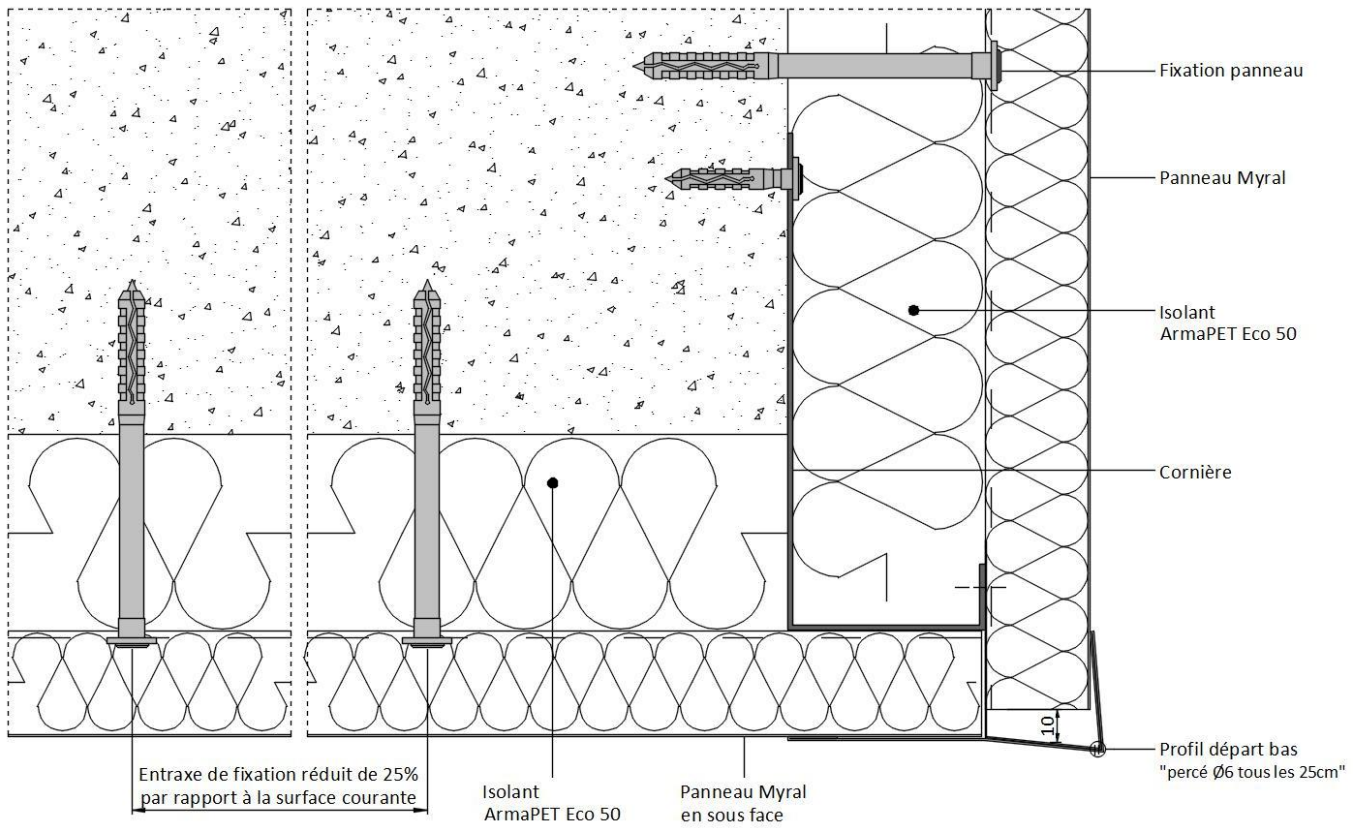 Fixation panneau
Panneau Myral
Isolant
ArmaPET Eco 50
Cornière
10
Profil départ bas
"percé Ø6 tous les 25cm"
Entraxe de fixation réduit de 25%
par rapport à la surface courante
Isolant
ArmaPET Eco 50
Panneau Myral
en sous face